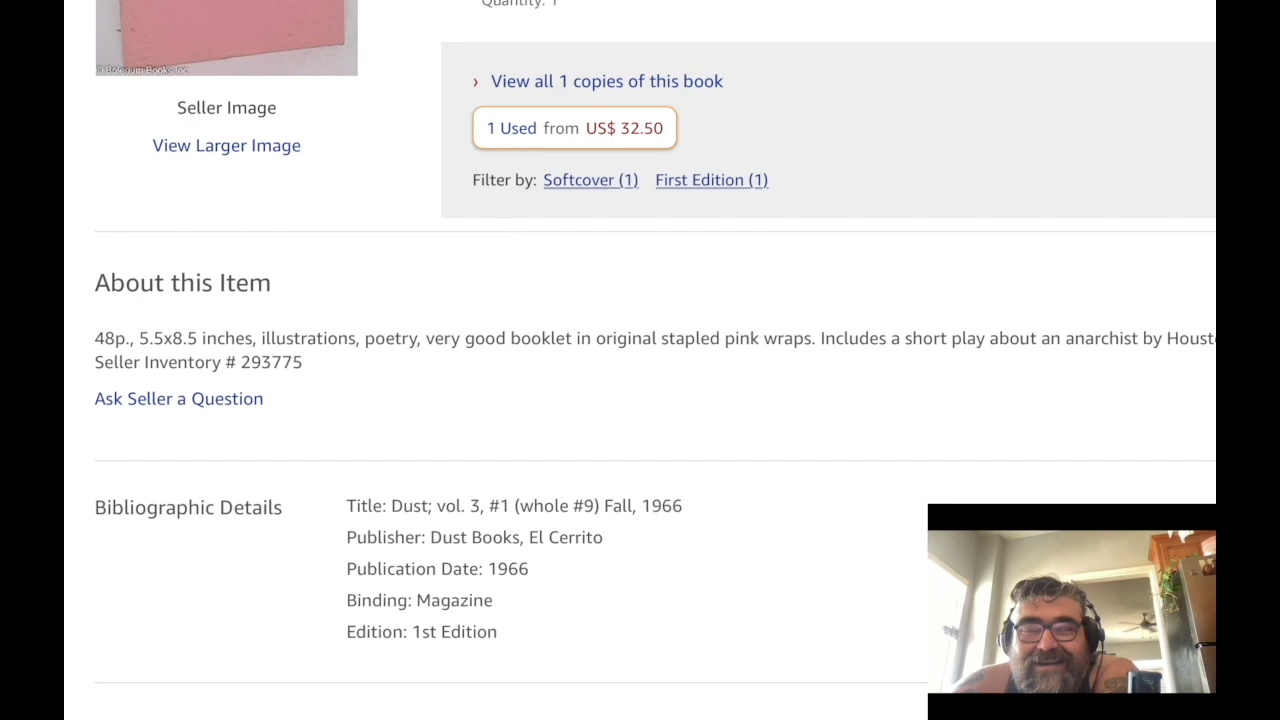 Quantity: 1
© Bolerium Books Inc.
› View all 1 copies of this book
Seller Image
1 Used from US$ 32.50
View Larger Image
Filter by: Softcover (1) First Edition (1)
About this Item
48p., 5.5x8.5 inches, illustrations, poetry, very good booklet in original stapled pink wraps. Includes a short play about an anarchist by
Seller Inventory # 293775
Ask Seller a Question
Bibliographic Details
Title: Dust; vol. 3, #1 (whole #9) Fall, 1966
Publisher: Dust Books, El Cerrito
Publication Date: 1966
Binding: Magazine
Edition: 1st Edition